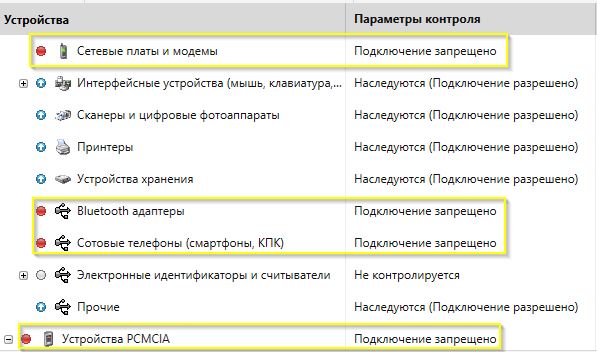 Устройства Параметры контроля
Сетевые платы и модемы Подключение запрещено
Интерфейсные устройства (мышь, клавиатура,... Наследуются (Подключение разрешено)
Сканеры и цифровые фотоаппараты Наследуются (Подключение разрешено)
Принтеры Наследуются (Подключение разрешено)
Устройства хранения Наследуются (Подключение разрешено)
Bluetooth адаптеры Подключение запрещено
Сотовые телефоны (смартфоны, КПК) Подключение запрещено
Электронные идентификаторы и считыватели Не контролируется
Прочие Наследуются (Подключение разрешено)
Устройства PCMCIA Подключение запрещено